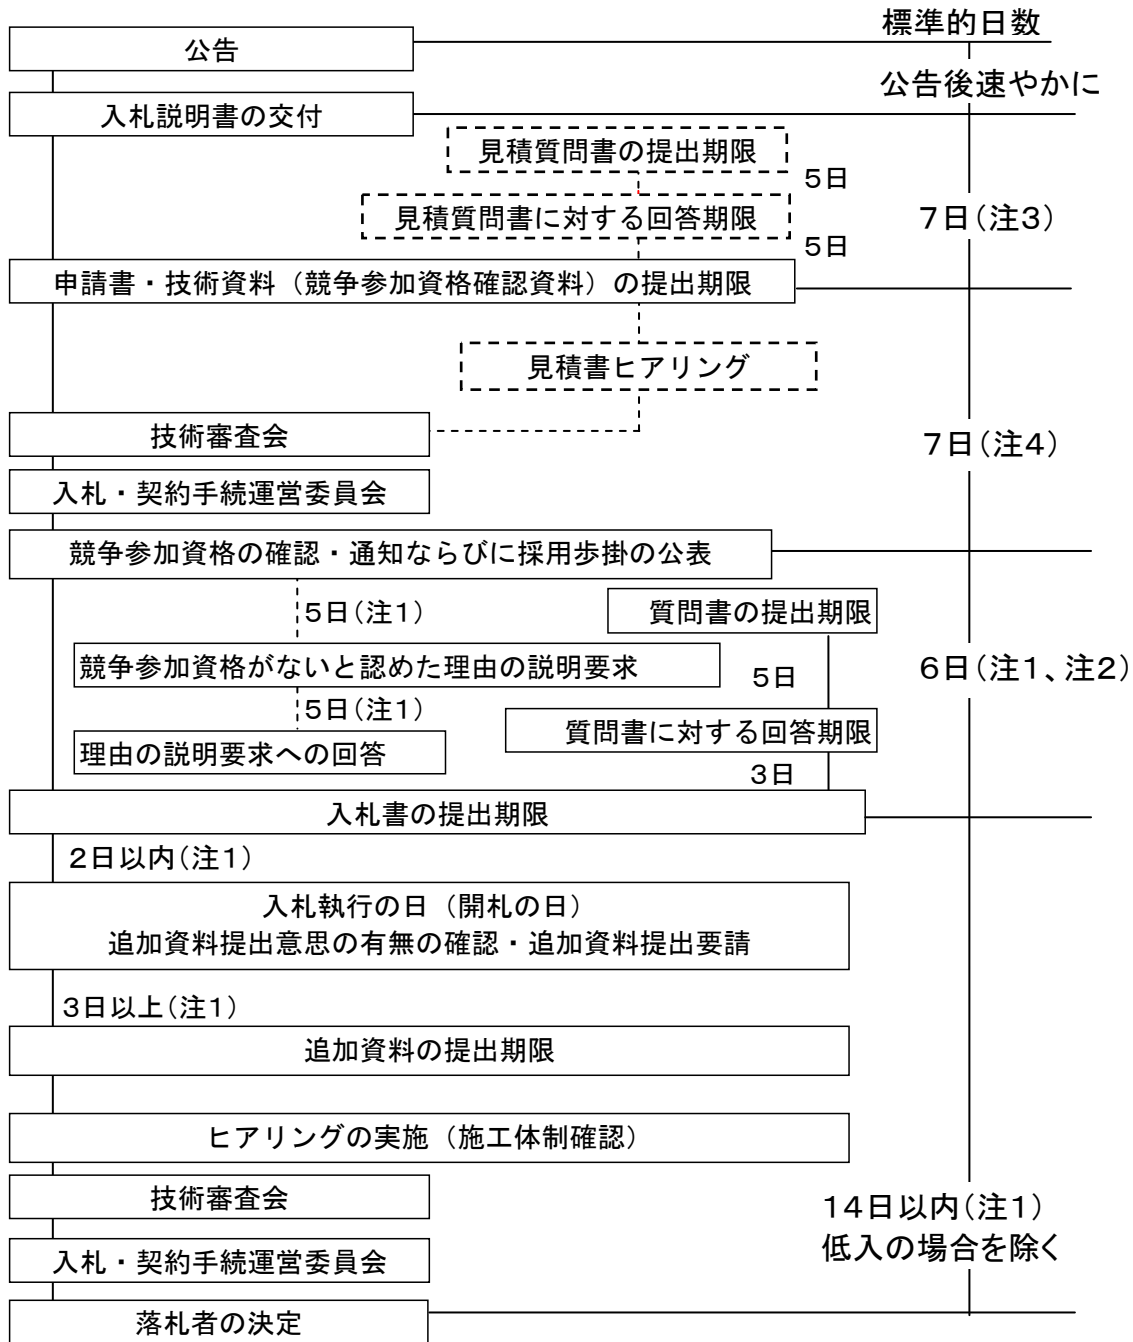 標準的日数
公告
公告後速やかに
入札説明書の交付
見積質問書の提出期限
5日
見積質問書に対する回答期限
7日(注3)
5日
申請書・技術資料（競争参加資格確認資料）の提出期限
見積書ヒアリング
技術審査会
7日(注4)
入札・契約手続運営委員会
競争参加資格の確認・通知ならびに採用歩掛の公表
5日(注1)
質問書の提出期限
競争参加資格がないと認めた理由の説明要求
5日
6日(注1、注2)
5日(注1)
質問書に対する回答期限
理由の説明要求への回答
3日
入札書の提出期限
2日以内(注1)
入札執行の日（開札の日）
追加資料提出意思の有無の確認・追加資料提出要請
3日以上(注1)
追加資料の提出期限
ヒアリングの実施（施工体制確認）
技術審査会
14日以内(注1)
低入の場合を除く
入札・契約手続運営委員会
落札者の決定